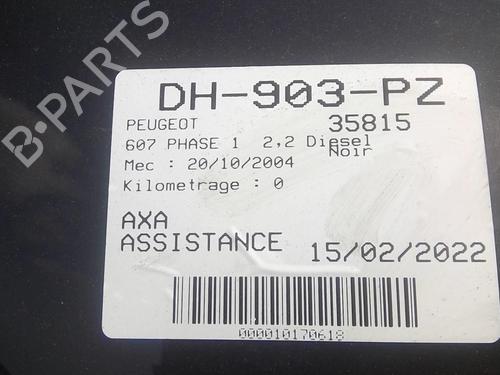 B-PARTS
DH-903-PZ
PEUGEOT 35815
607 PHASE 1 2,2 Diesel
Noir
Mec : 20/10/2004
Kilometrage : 0
AXA
ASSISTANCE 15/02/2022
000010170618